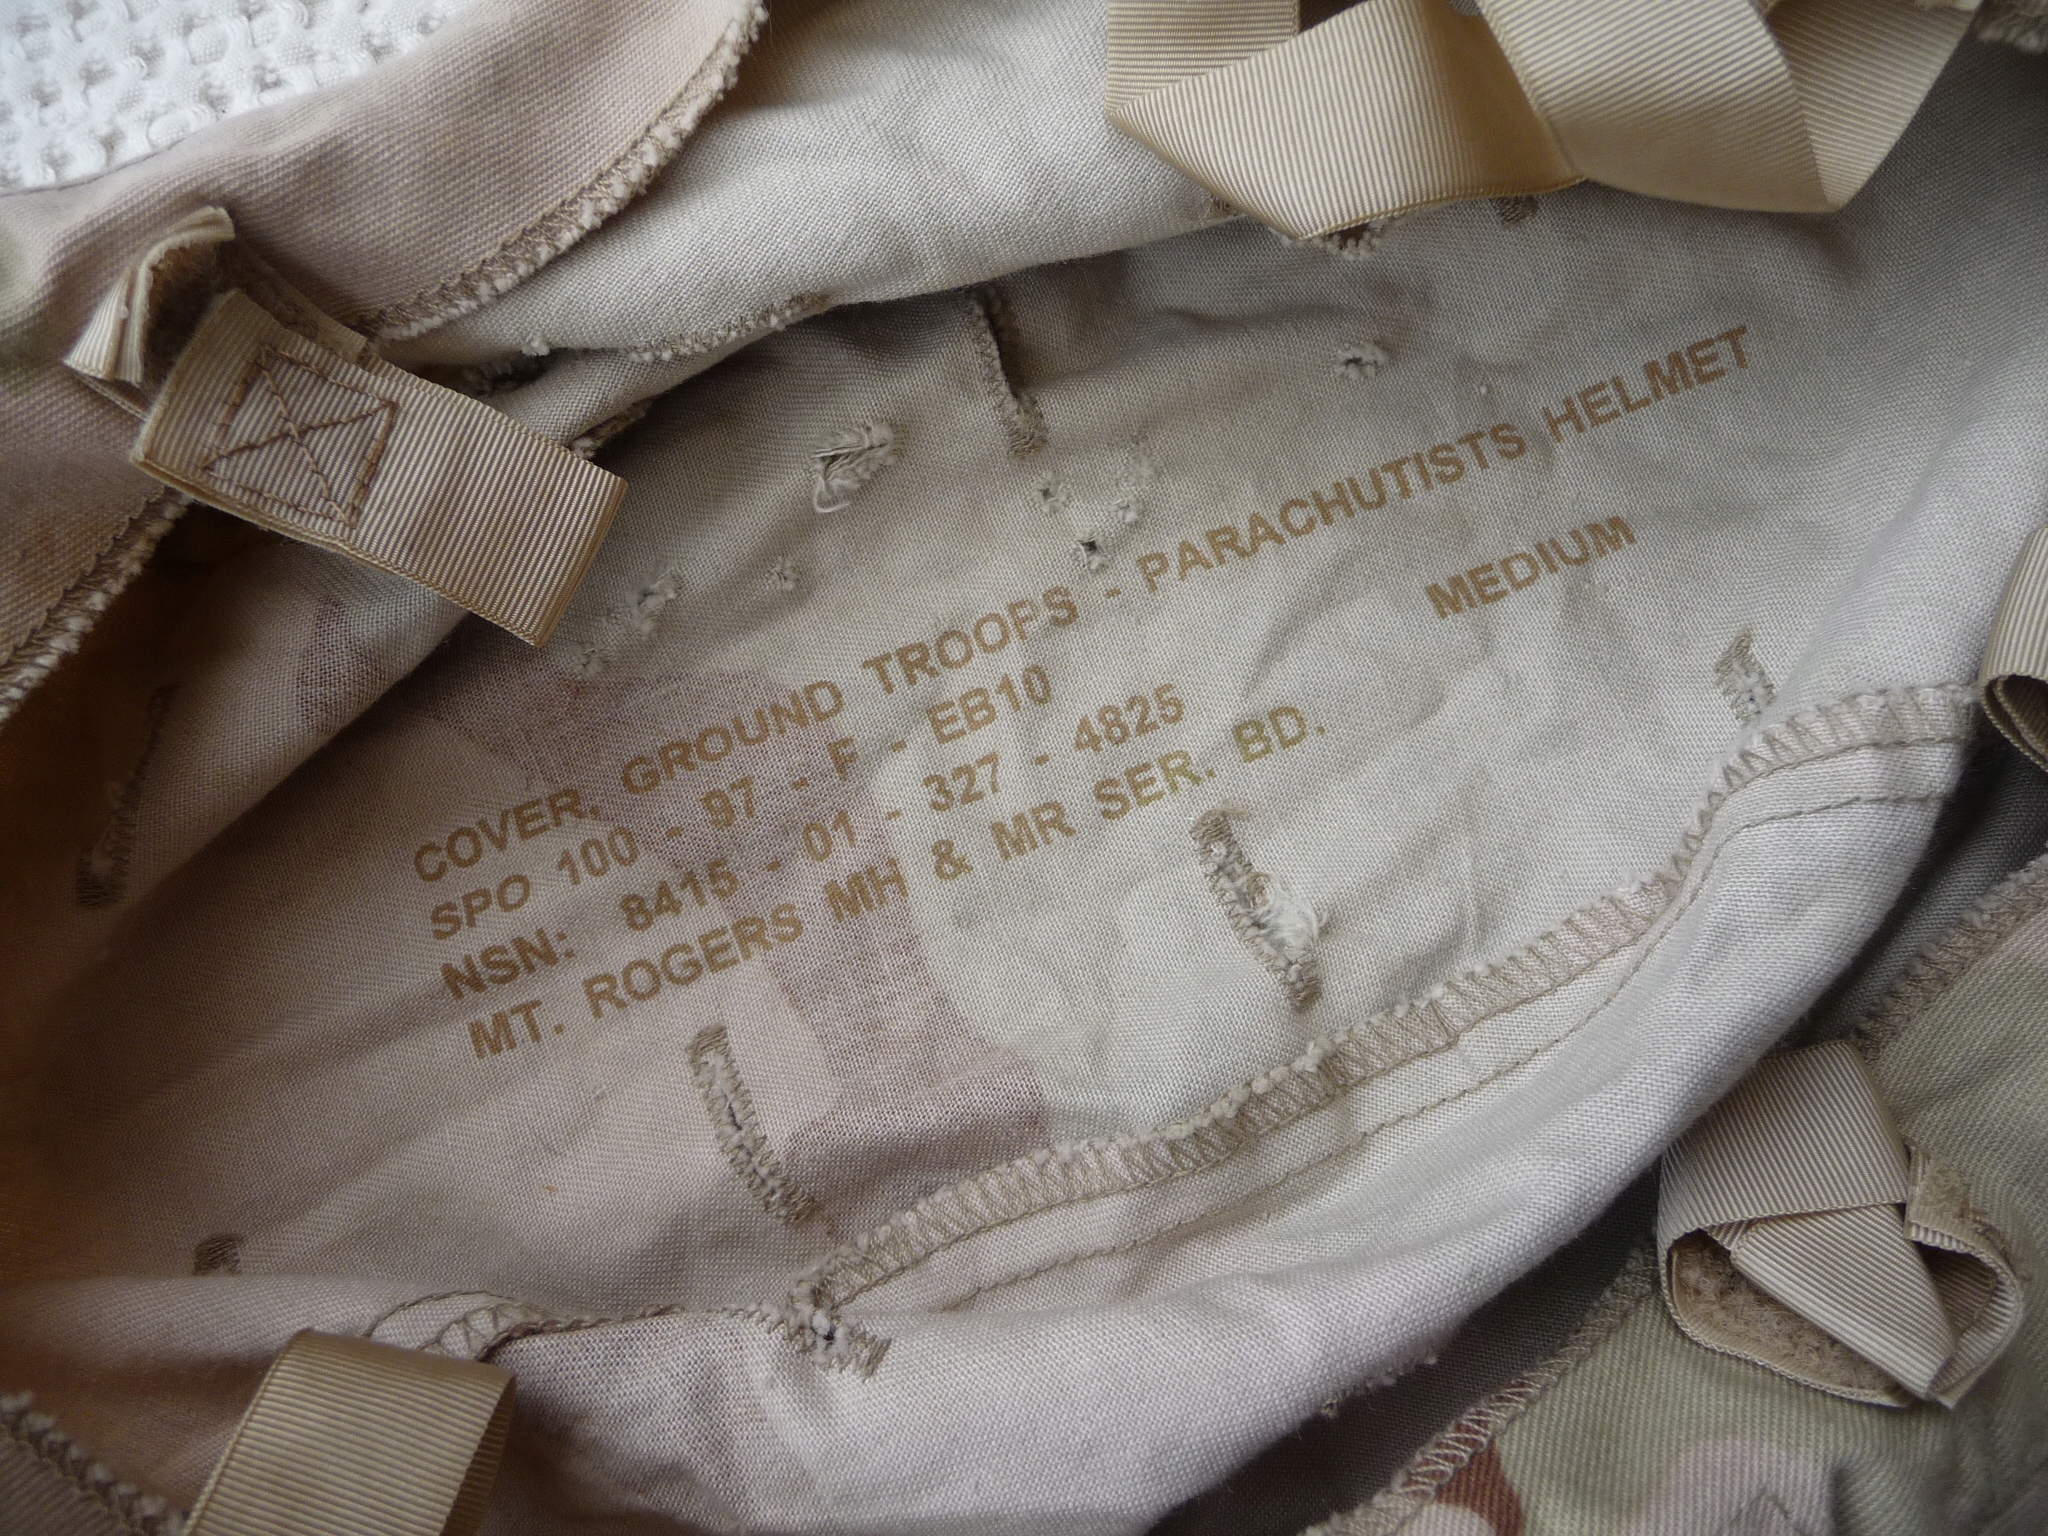 COVER, GROUND TROOPS - PARACHUTISTS HELMET
MEDIUM
SPO 100 - 97 - F - EB10
NSN: 8415 - 01 - 327 - 4825
MT. ROGERS MH & MR SER. BD.